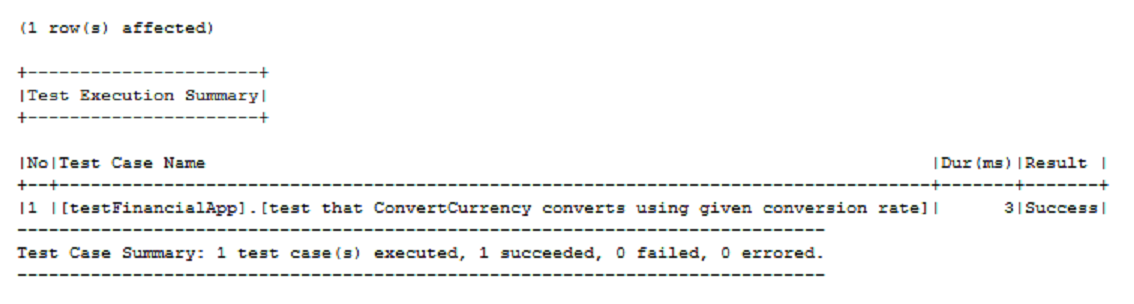 (1 row(s) affected)
+----------------------+
|Test Execution Summary|
+----------------------+
|No|Test Case Name                                                                      |Dur(ms)|Result |
+--+------------------------------------------------------------------------------------+-------+-------+
|1 |[testFinancialApp].[test that ConvertCurrency converts using given conversion rate]|      3|Success|
-----------------------------------------------------------------------------
Test Case Summary: 1 test case(s) executed, 1 succeeded, 0 failed, 0 errored.
-----------------------------------------------------------------------------